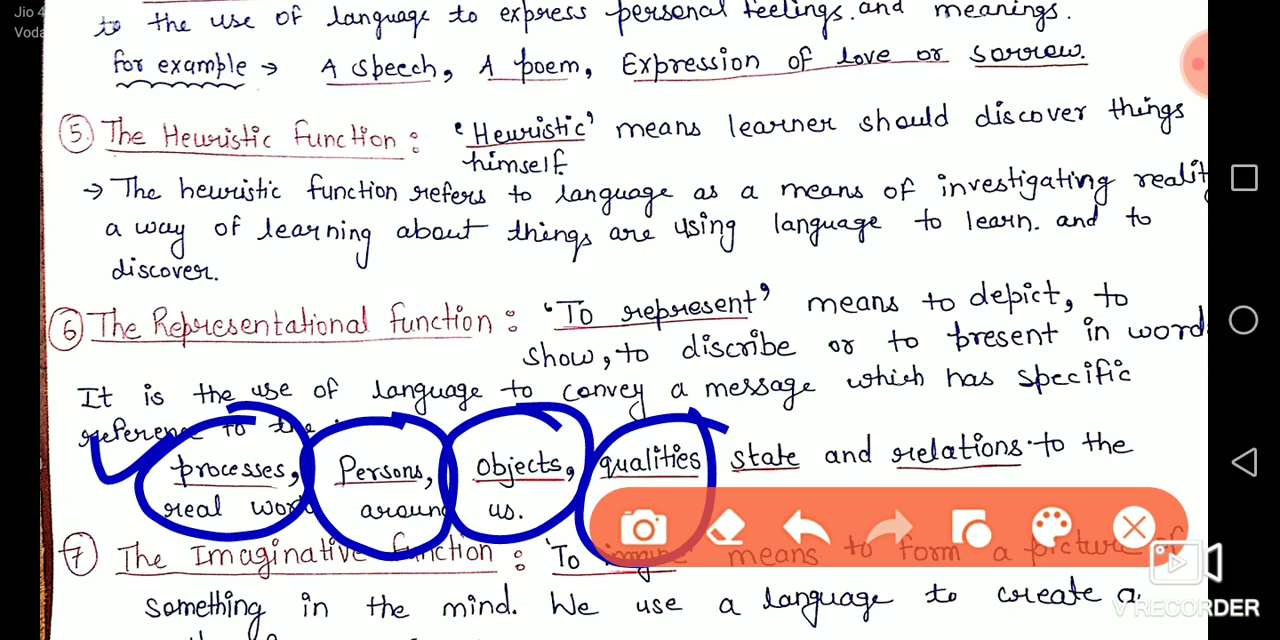 Jio 4
Voda
to the use of language to express personal feelings. and meanings.
for example → A speech, A poem, Expression of love or sorrow.
⑤ The Heuristic function : 'Heuristic' means learner should discover things
himself.
→ The heuristic function refers to language as a means of investigating realit
a way of learning about things are using language to learn. and to
discover.
⑥ The Representational function : 'To represent' means to depict, to
show, to discribe or to present in word
It is the use of language to convey a message which has specific
reference to the
processes, Persons, objects, qualities state and relations. to the
real around us.
⑦ The Imaginative function : 'To means to form a picture of
something in the mind. We use a language to create a
V RECORDER